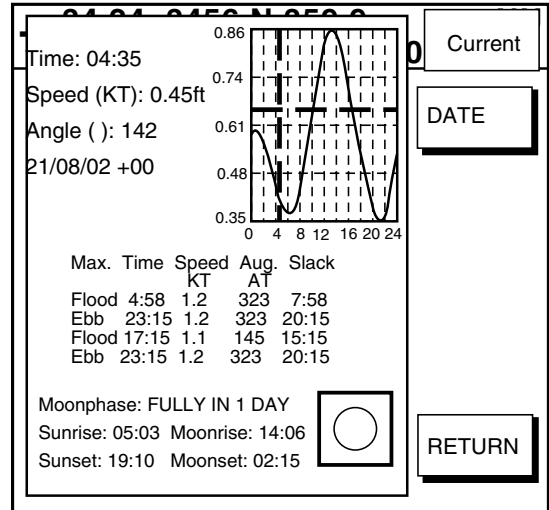 Time: 04:35
Speed (KT): 0.45ft
Angle ( ): 142
21/08/02 +00
0.86
0.74
0.61
0.48
0.35
0 4 8 12 16 20 24
Current
DATE
Max. Time Speed Aug. Slack
KT AT
Flood 4:58 1.2 323 7:58
Ebb 23:15 1.2 323 20:15
Flood 17:15 1.1 145 15:15
Ebb 23:15 1.2 323 20:15
Moonphase: FULLY IN 1 DAY
Sunrise: 05:03 Moonrise: 14:06
Sunset: 19:10 Moonset: 02:15
RETURN